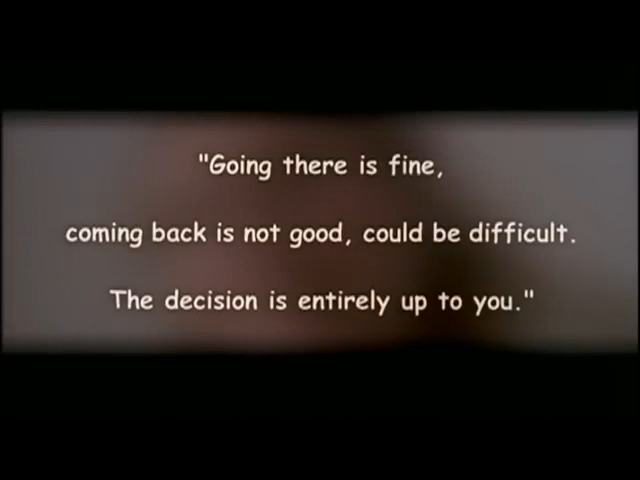 "Going there is fine,
coming back is not good, could be difficult.
The decision is entirely up to you."